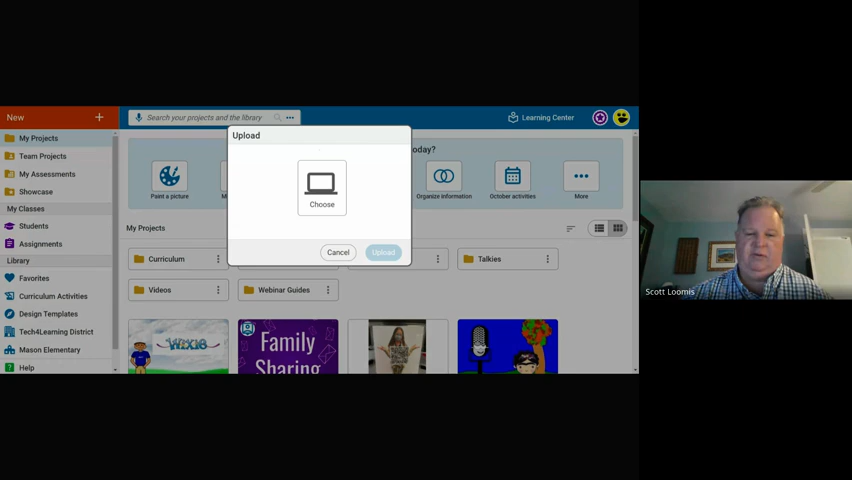 New
+
Search your projects and the library
Learning Center
My Projects
Team Projects
My Assessments
Showcase
My Classes
Students
Assignments
Library
Favorites
Curriculum Activities
Design Templates
Tech4Learning District
Mason Elementary
Help
Upload
Choose
Cancel
Upload
oday?
Paint a picture
M
Organize information
October activities
More
My Projects
Curriculum
Talkies
Videos
Webinar Guides
Wixie
Family
Sharing
Scott Loomis